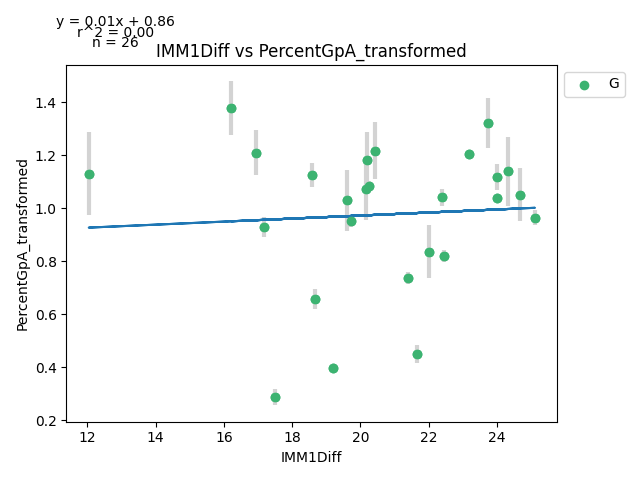 y = 0.01x + 0.86
r^2 = 0.00
n = 26
IMM1Diff vs PercentGpA_transformed
G
1.4
1.2
1.0
0.8
0.6
0.4
0.2
PercentGpA_transformed
12 14 16 18 20 22 24
IMM1Diff